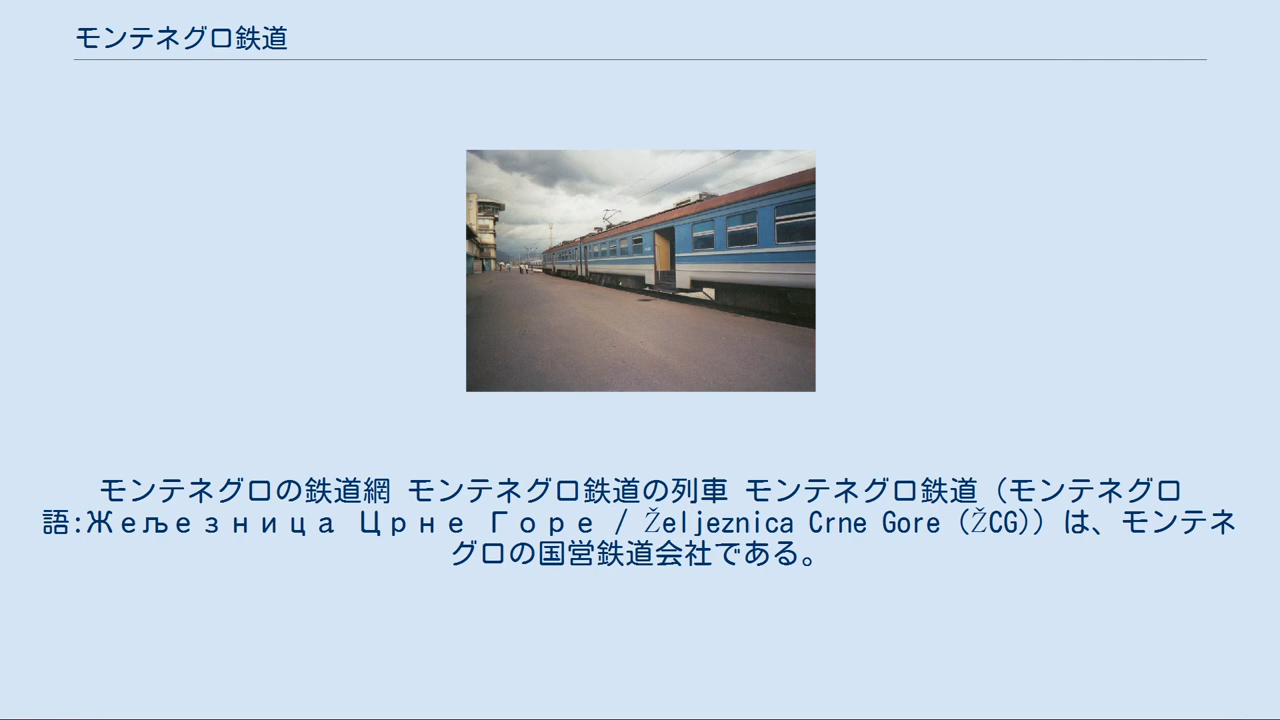 モンテネグロ鉄道
モンテネグロの鉄道網 モンテネグロ鉄道の列車 モンテネグロ鉄道（モンテネグロ
語:Жељезница Црне Горе / Željeznica Crne Gore (ŽCG)）は、モンテネ
グロの国営鉄道会社である。